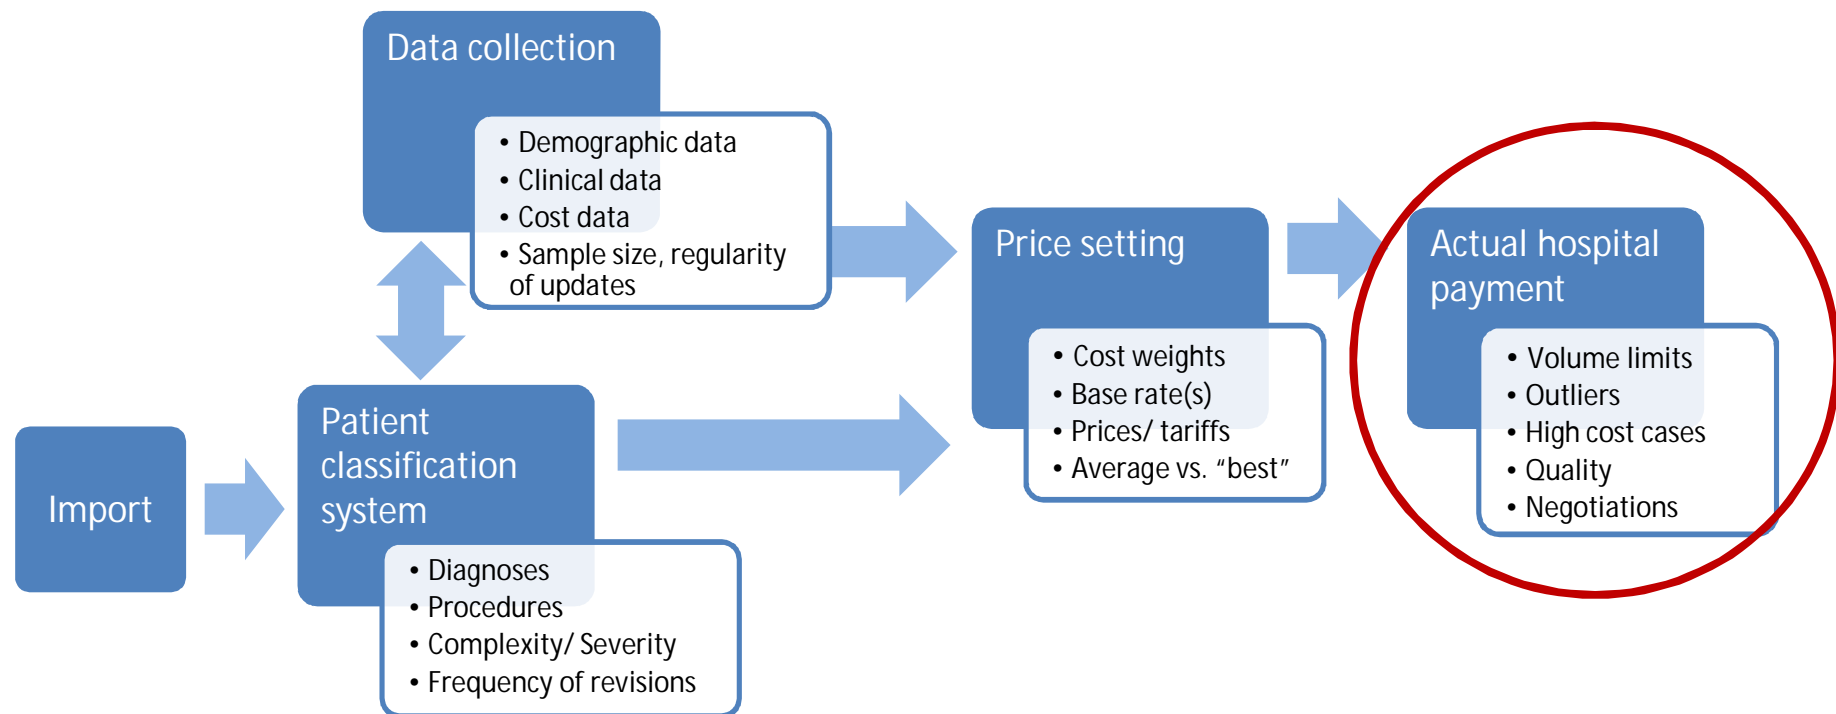 Data collection
• Demographic data
• Clinical data
• Cost data
• Sample size, regularity
of updates
Import
Patient
classification
system
• Diagnoses
• Procedures
• Complexity/ Severity
• Frequency of revisions
Price setting
• Cost weights
• Base rate(s)
• Prices/ tariffs
• Average vs. “best”
Actual hospital
payment
• Volume limits
• Outliers
• High cost cases
• Quality
• Negotiations